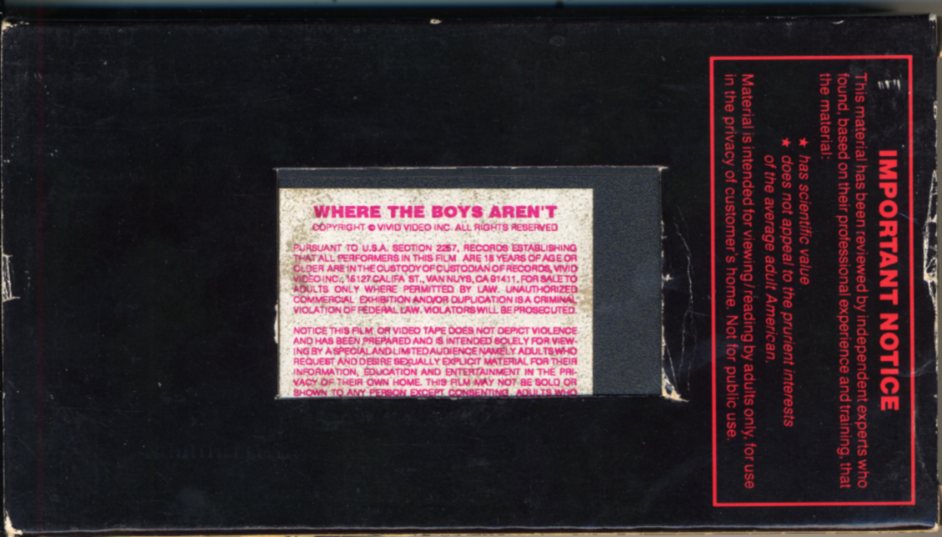 WHERE THE BOYS AREN'T
COPYRIGHT © VIVID VIDEO INC. ALL RIGHTS RESERVED
PURSUANT TO U.S.A. SECTION 2257, RECORDS ESTABLISHING
THAT ALL PERFORMERS IN THIS FILM ARE 18 YEARS OF AGE OR
OLDER ARE IN THE CUSTODY OF CUSTODIAN OF RECORDS, VIVID
VIDEO INC., 15127 CALIFA ST., VAN NUYS, CA 91411. FOR SALE TO
ADULTS ONLY WHERE PERMITTED BY LAW. UNAUTHORIZED
COMMERCIAL EXHIBITION AND/OR DUPLICATION IS A CRIMINAL
VIOLATION OF FEDERAL LAW. VIOLATORS WILL BE PROSECUTED.
NOTICE THIS FILM OR VIDEO TAPE DOES NOT DEPICT VIOLENCE
AND HAS BEEN PREPARED AND IS INTENDED SOLELY FOR VIEW-
ING BY A SPECIAL AND LIMITED AUDIENCE NAMELY ADULTS WHO
REQUEST AND DESIRE SEXUALLY EXPLICIT MATERIAL FOR THEIR
INFORMATION, EDUCATION AND ENTERTAINMENT IN THE PRI-
VACY OF THEIR OWN HOME. THIS FILM MAY NOT BE SOLD OR
SHOWN TO ANY PERSON EXCEPT CONSENTING ADULTS WHO
IMPORTANT NOTICE
This material has been reviewed by independent experts who
found, based on their professional experience and training, that
the material:
★ has scientific value
★ does not appeal to the prurient interests
of the average adult American.
Material is intended for viewing/reading by adults only, for use
in the privacy of customer's home. Not for public use.